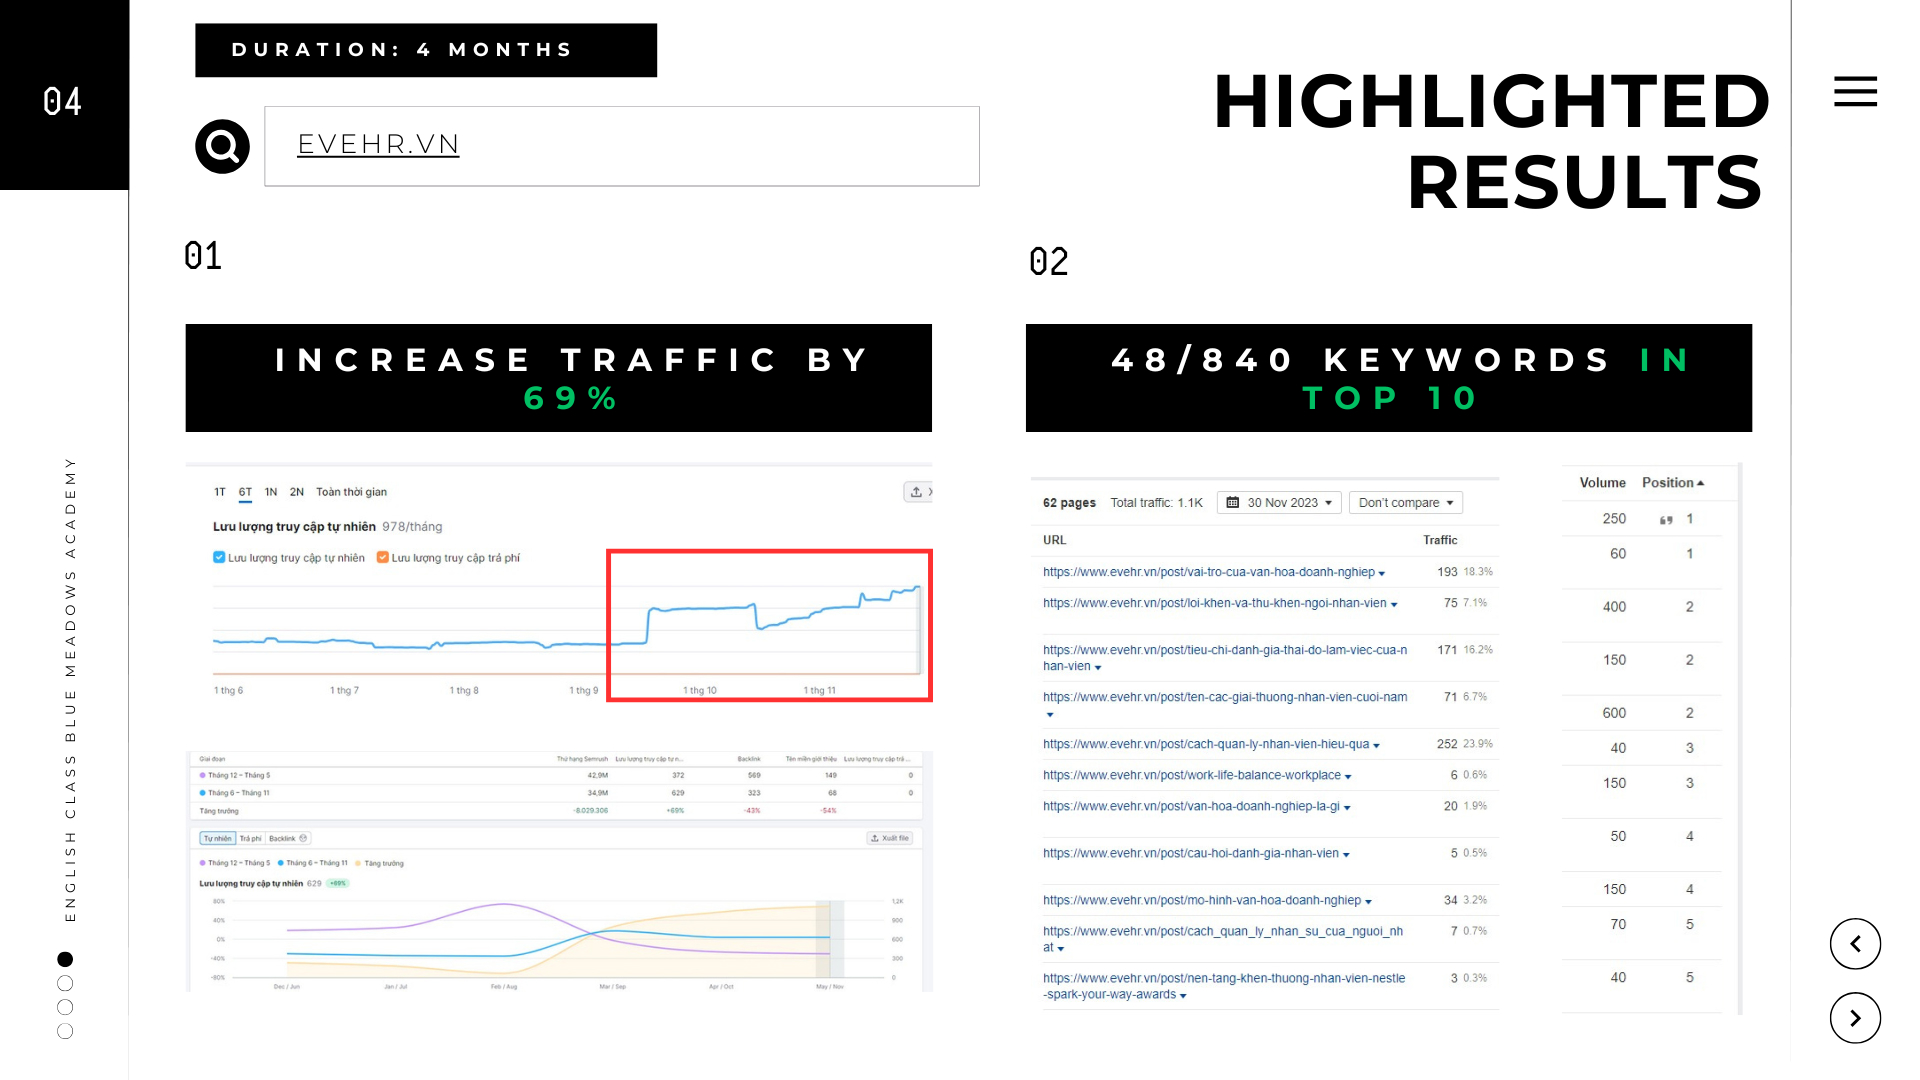 04
DURATION: 4 MONTHS
EVEHR.VN
HIGHLIGHTED
RESULTS
01
INCREASE TRAFFIC BY
69%
1T 6T 1N 2N Toàn thời gian
Lưu lượng truy cập tự nhiên 978/tháng
Lưu lượng truy cập tự nhiên Lưu lượng truy cập trả phí
1 thg 6 1 thg 7 1 thg 8 1 thg 9 1 thg 10 1 thg 11
Giai đoạn Thứ hạng Semrush Lưu lượng truy cập tự n... Backlink Tên miền giới thiệu Lưu lượng truy cập trả ...
Tháng 12 – Tháng 5 42,9M 372 569 149 0
Tháng 6 – Tháng 11 34,9M 629 323 68 0
Tăng trưởng -8.029.306 +69% -43% -54%
Tự nhiên Trả phí Backlink Xuất file
Tháng 12 – Tháng 5 Tháng 6 – Tháng 11 Tăng trưởng
Lưu lượng truy cập tự nhiên 629 +69%
80% 1,2K
40% 900
0% 600
-40% 300
-80% 0
Dec / Jun Jan / Jul Feb / Aug Mar / Sep Apr / Oct May / Nov
02
48/840 KEYWORDS IN
TOP 10
62 pages Total traffic: 1.1K 30 Nov 2023 Don't compare
URL Traffic
https://www.evehr.vn/post/vai-tro-cua-van-hoa-doanh-nghiep 193 18.3%
https://www.evehr.vn/post/loi-khen-va-thu-khen-ngoi-nhan-vien 75 7.1%
https://www.evehr.vn/post/tieu-chi-danh-gia-thai-do-lam-viec-cua-n 171 16.2%
han-vien
https://www.evehr.vn/post/ten-cac-giai-thuong-nhan-vien-cuoi-nam 71 6.7%
https://www.evehr.vn/post/cach-quan-ly-nhan-vien-hieu-qua 252 23.9%
https://www.evehr.vn/post/work-life-balance-workplace 6 0.6%
https://www.evehr.vn/post/van-hoa-doanh-nghiep-la-gi 20 1.9%
https://www.evehr.vn/post/cau-hoi-danh-gia-nhan-vien 5 0.5%
https://www.evehr.vn/post/mo-hinh-van-hoa-doanh-nghiep 34 3.2%
https://www.evehr.vn/post/cach_quan_ly_nhan_su_cua_nguoi_nh 7 0.7%
at
https://www.evehr.vn/post/nen-tang-khen-thuong-nhan-vien-nestle 3 0.3%
-spark-your-way-awards
Volume Position
250 1
60 1
400 2
150 2
600 2
40 3
150 3
50 4
150 4
70 5
40 5
ENGLISH CLASS BLUE MEADOWS ACADEMY